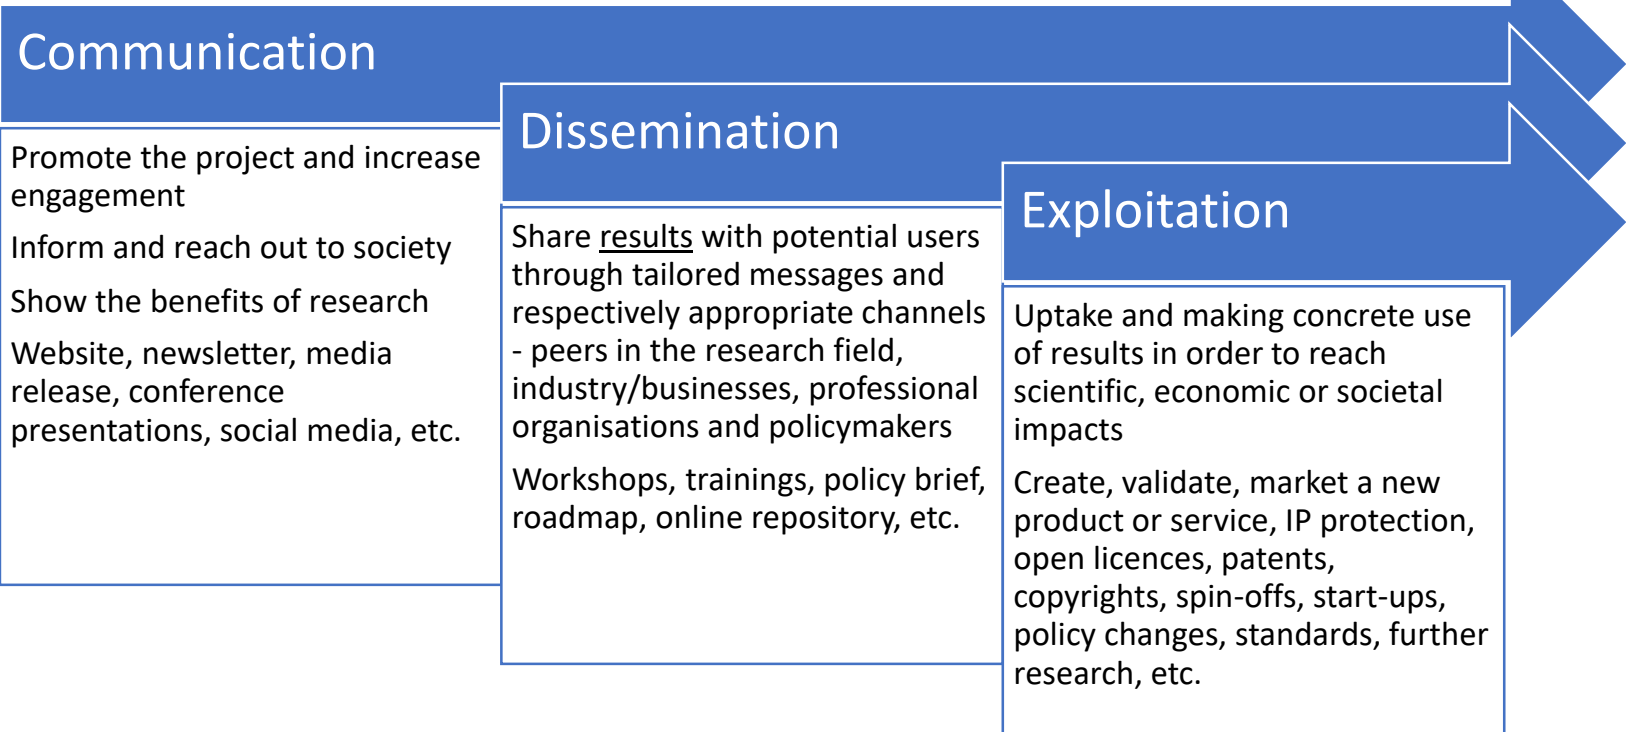 Communication
Promote the project and increase
engagement
Inform and reach out to society
Show the benefits of research
Website, newsletter, media
release, conference
presentations, social media, etc.
Dissemination
Share results with potential users
through tailored messages and
respectively appropriate channels
- peers in the research field,
industry/businesses, professional
organisations and policymakers
Workshops, trainings, policy brief,
roadmap, online repository, etc.
Exploitation
Uptake and making concrete use
of results in order to reach
scientific, economic or societal
impacts
Create, validate, market a new
product or service, IP protection,
open licences, patents,
copyrights, spin-offs, start-ups,
policy changes, standards, further
research, etc.